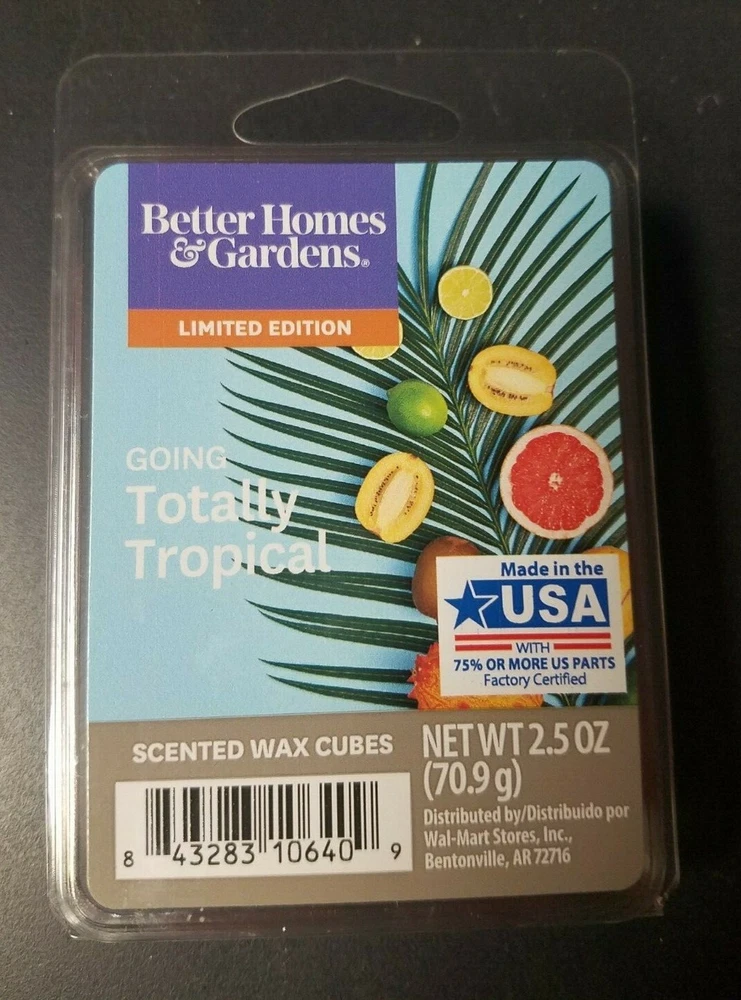 Better Homes
& Gardens®
LIMITED EDITION
GOING
Totally
Tropical
Made in the
USA
WITH
75% OR MORE US PARTS
Factory Certified
SCENTED WAX CUBES
NET WT 2.5 OZ
(70.9 g)
Distributed by/Distribuido por
Wal-Mart Stores, Inc.,
Bentonville, AR 72716
8 43283 10640 9